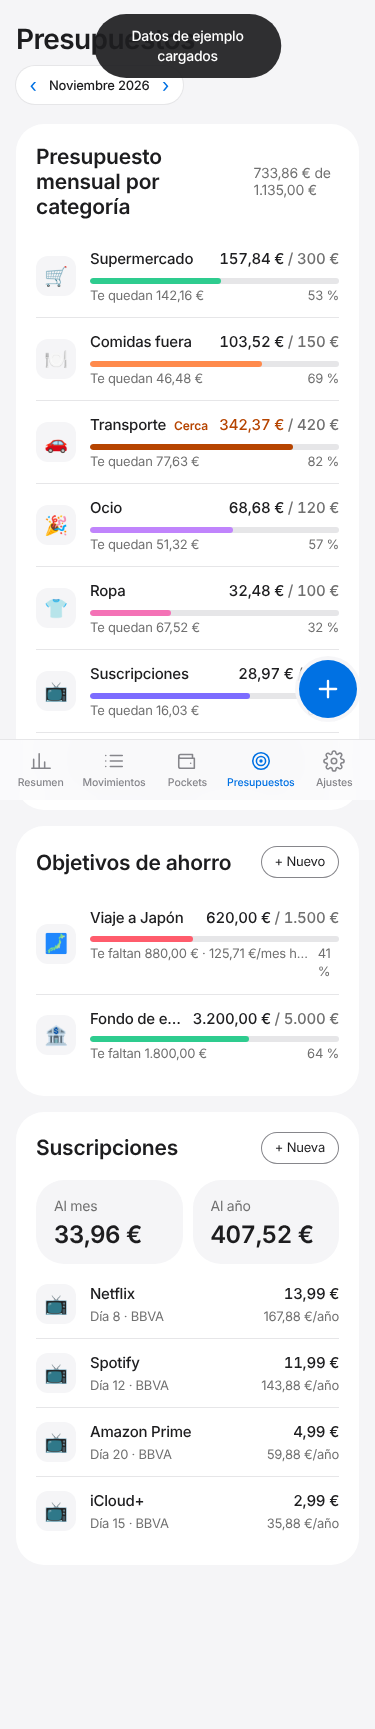 Presupuestos
Datos de ejemplo
cargados
‹ Noviembre 2026 ›
Presupuesto
mensual por
categoría
733,86 € de
1.135,00 €
Supermercado 157,84 € / 300 €
Te quedan 142,16 € 53 %
Comidas fuera 103,52 € / 150 €
Te quedan 46,48 € 69 %
Transporte Cerca 342,37 € / 420 €
Te quedan 77,63 € 82 %
Ocio 68,68 € / 120 €
Te quedan 51,32 € 57 %
Ropa 32,48 € / 100 €
Te quedan 67,52 € 32 %
Suscripciones 28,97 € /
Te quedan 16,03 €
+
Resumen Movimientos Pockets Presupuestos Ajustes
Objetivos de ahorro + Nuevo
Viaje a Japón 620,00 € / 1.500 €
Te faltan 880,00 € · 125,71 €/mes h... 41
%
Fondo de e... 3.200,00 € / 5.000 €
Te faltan 1.800,00 € 64 %
Suscripciones + Nueva
Al mes Al año
33,96 € 407,52 €
Netflix 13,99 €
Día 8 · BBVA 167,88 €/año
Spotify 11,99 €
Día 12 · BBVA 143,88 €/año
Amazon Prime 4,99 €
Día 20 · BBVA 59,88 €/año
iCloud+ 2,99 €
Día 15 · BBVA 35,88 €/año